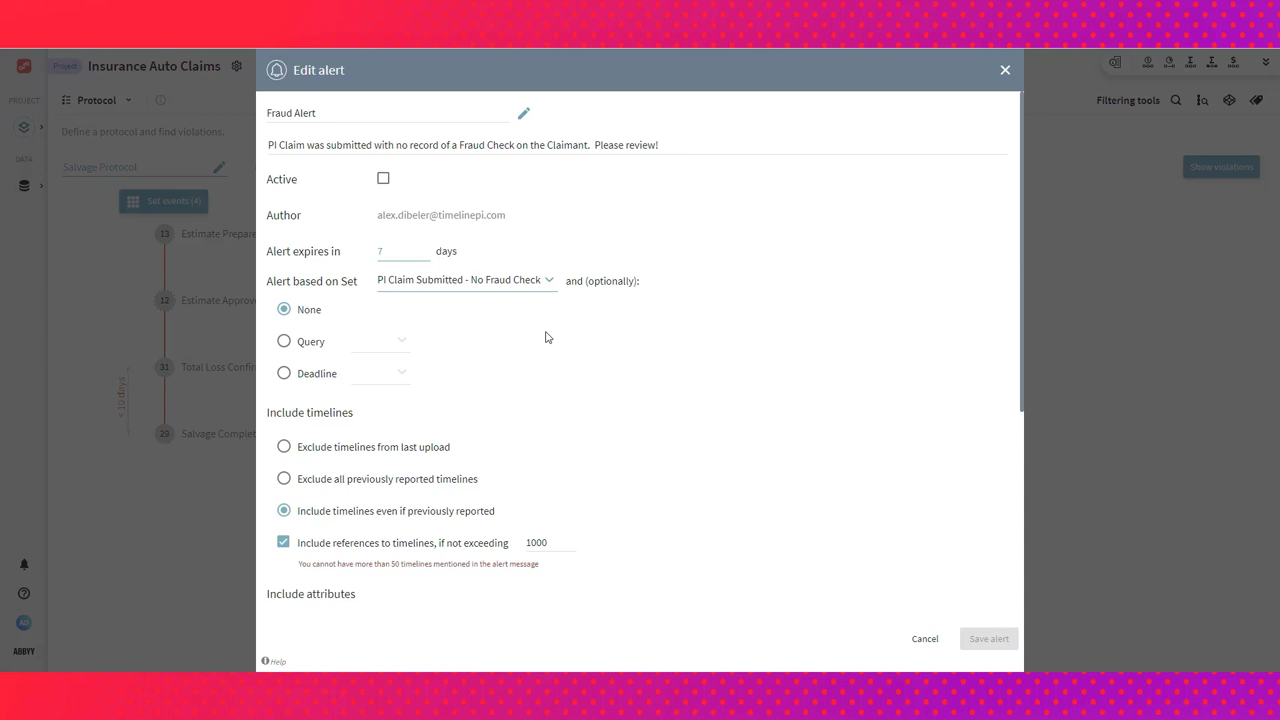 Project Insurance Auto Claims
PROJECT
Protocol
Filtering tools
Define a protocol and find violations.
DATA
Salvage Protocol
Show violations
Set events (4)
13 Estimate Prepare
12 Estimate Approv
31 Total Loss Confir
< 10 days
29 Salvage Complet
AD
ABBYY
Edit alert
Fraud Alert
PI Claim was submitted with no record of a Fraud Check on the Claimant. Please review!
Active
Author alex.dibeler@timelinepi.com
Alert expires in 7 days
Alert based on Set PI Claim Submitted - No Fraud Check and (optionally):
None
Query
Deadline
Include timelines
Exclude timelines from last upload
Exclude all previously reported timelines
Include timelines even if previously reported
Include references to timelines, if not exceeding 1000
You cannot have more than 50 timelines mentioned in the alert message
Include attributes
Cancel Save alert
Help